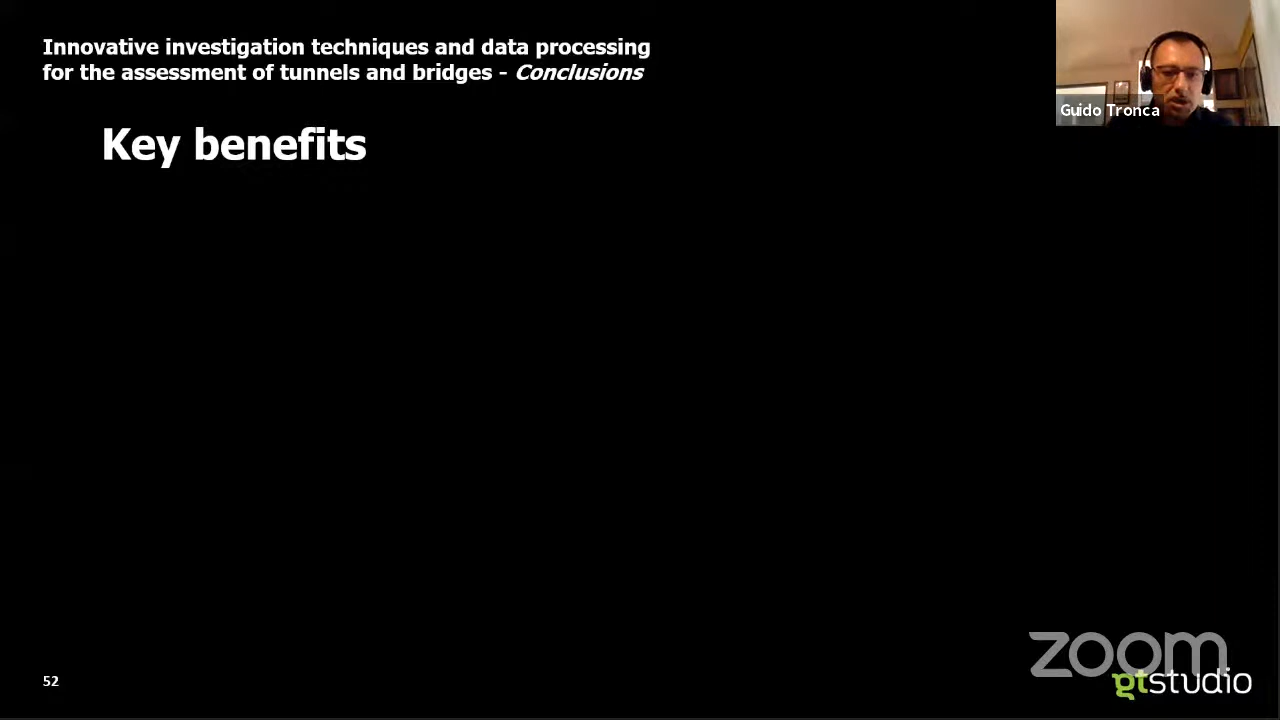 Innovative investigation techniques and data processing
for the assessment of tunnels and bridges - Conclusions
Guido Tronca
Key benefits
zoom
52
gtstudio